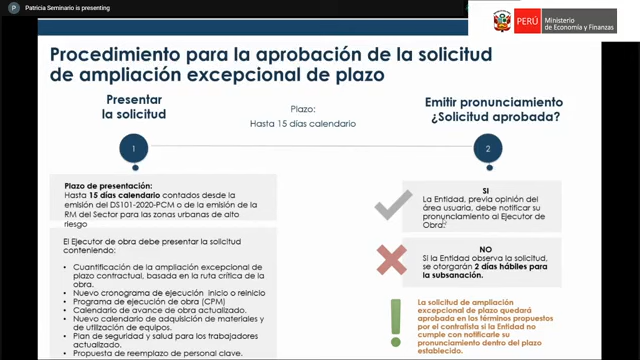 P Patricia Seminario is presenting
PERÚ Ministerio
de Economía y Finanzas
Procedimiento para la aprobación de la solicitud
de ampliación excepcional de plazo
Presentar
la solicitud
Plazo:
Hasta 15 días calendario
Emitir pronunciamiento
¿Solicitud aprobada?
1
2
Plazo de presentación:
Hasta 15 días calendario contados desde la
emisión del DS101-2020-PCM o de la emisión de la
RM del Sector para las zonas urbanas de alto
riesgo
El Ejecutor de obra debe presentar la solicitud
conteniendo:
• Cuantificación de la ampliación excepcional de
plazo contractual, basada en la ruta crítica de la
obra.
• Nuevo cronograma de ejecución inicio o reinicio
• Programa de ejecución de obra (CPM)
• Calendario de avance de obra actualizado.
• Nuevo calendario de adquisición de materiales y
de utilización de equipos.
• Plan de seguridad y salud para los trabajadores
actualizado.
• Propuesta de reemplazo de personal clave.
SI
La Entidad, previa opinión del
área usuaria, debe notificar su
pronunciamiento al Ejecutor de
Obra.
NO
Si la Entidad observa la solicitud,
se otorgarán 2 días hábiles para
la subsanación.
La solicitud de ampliación
excepcional de plazo quedará
aprobada en los términos propuestos
por el contratista si la Entidad no
cumple con notificarle su
pronunciamiento dentro del plazo
establecido.